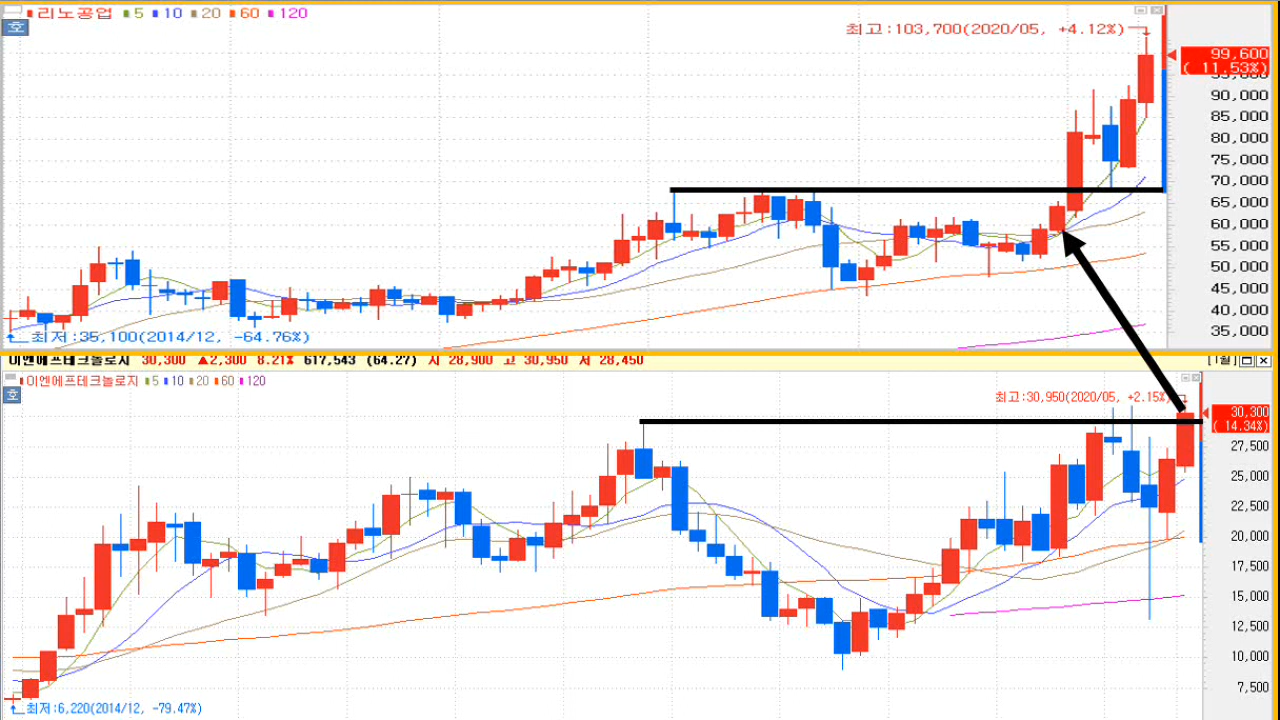 리노공업 5 10 20 60 120
호
최고:103,700(2020/05, +4.12%)
99,600
( 11.53%)
95,000
90,000
85,000
80,000
75,000
70,000
65,000
60,000
55,000
50,000
45,000
40,000
35,000
최저:35,100(2014/12, -64.76%)
이엔에프테크놀로지 30,300 ▲2,300 8.21% 617,543 (64.27) 시 28,900 고 30,950 저 28,450 [1월]
이엔에프테크놀로지 5 10 20 60 120
호
최고:30,950(2020/05, +2.15%)
30,300
( 14.34%)
27,500
25,000
22,500
20,000
17,500
15,000
12,500
10,000
7,500
최저:6,220(2014/12, -79.47%)